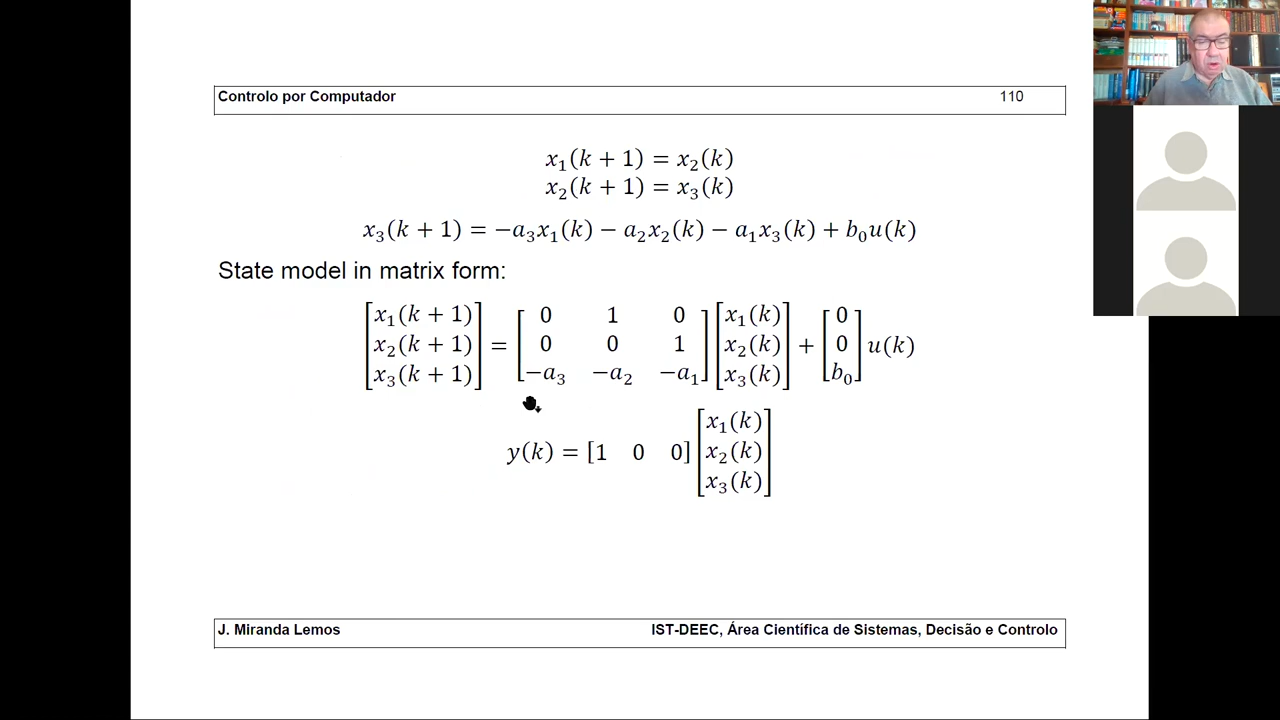 Controlo por Computador 110
x₁(k + 1) = x₂(k)
x₂(k + 1) = x₃(k)
x₃(k + 1) = −a₃x₁(k) − a₂x₂(k) − a₁x₃(k) + b₀u(k)
State model in matrix form:
[x₁(k + 1)] = [0 1 0] [x₁(k)] + [0] u(k)
[x₂(k + 1)] [0 0 1] [x₂(k)] [0]
[x₃(k + 1)] [−a₃ −a₂ −a₁] [x₃(k)] [b₀]
y(k) = [1 0 0] [x₁(k)]
[x₂(k)]
[x₃(k)]
J. Miranda Lemos IST-DEEC, Área Científica de Sistemas, Decisão e Controlo